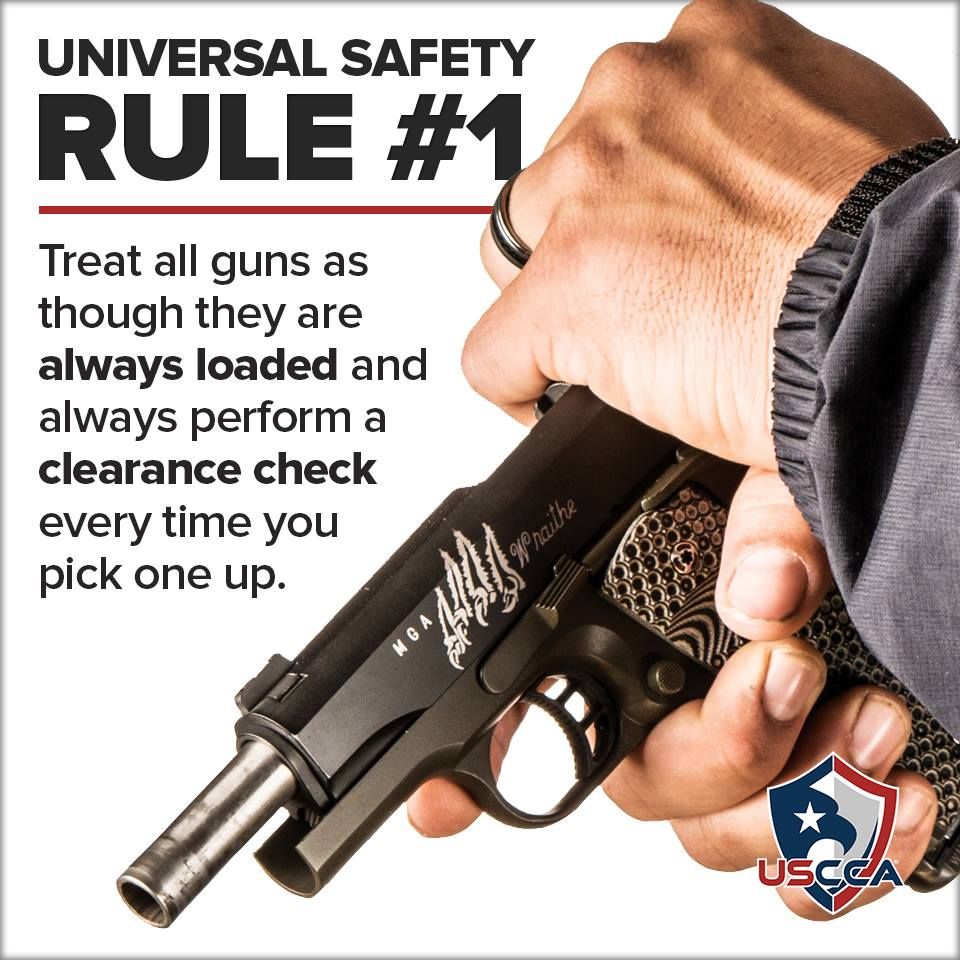 UNIVERSAL SAFETY
RULE #1
Treat all guns as
though they are
always loaded and
always perform a
clearance check
every time you
pick one up.
Wraithe
MGA
USCCA